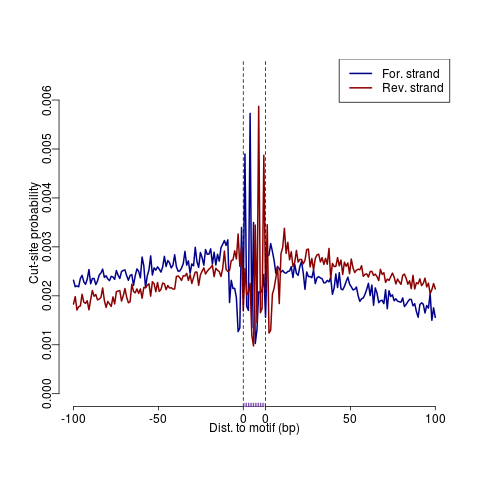 For. strand
Rev. strand
Cut-site probability
0.006
0.005
0.004
0.003
0.002
0.001
0.000
-100 -50 0 0 50 100
Dist. to motif (bp)